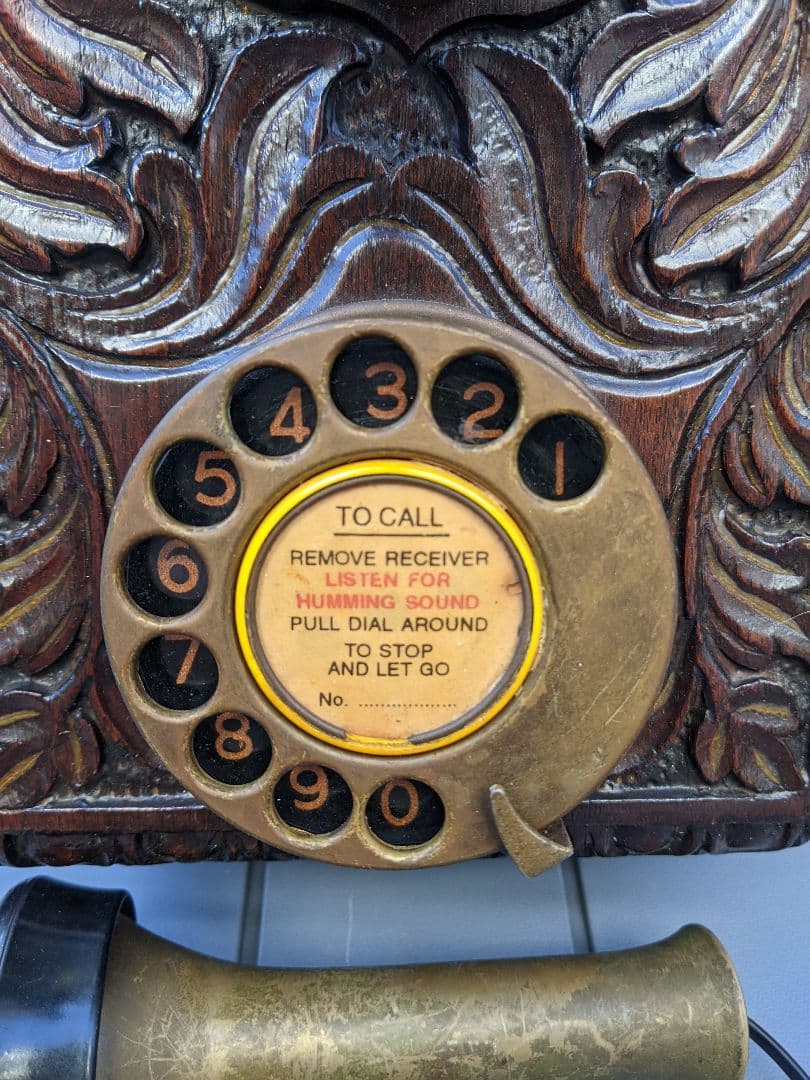 3
4
2
1
5
6
7
8
9
0
TO CALL
REMOVE RECEIVER
LISTEN FOR
HUMMING SOUND
PULL DIAL AROUND
TO STOP
AND LET GO
No. ....................